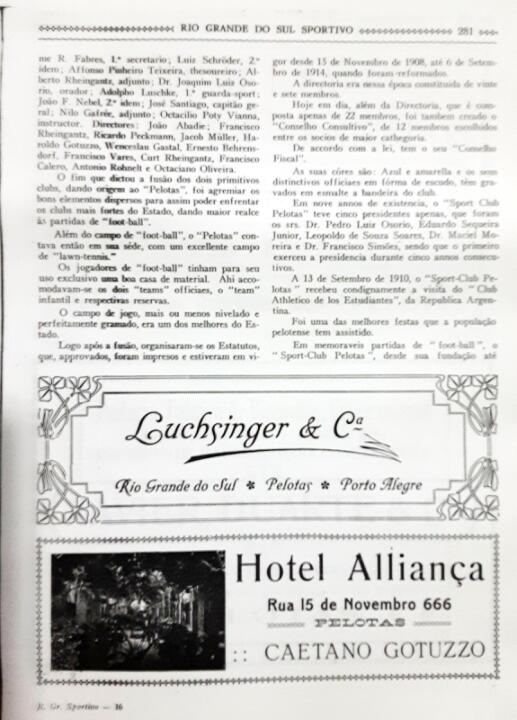 RIO GRANDE DO SUL SPORTIVO
281
me R. Fabres, 1.º secretario; Luiz Schröder, 2.º
idem; Affonso Pinheiro Teixeira, thesoureiro; Al-
berto Rheingantz, adjunto; Dr. Joaquim Luiz Oso-
rio, orador; Adolpho Luschke, 1.º guarda-sport;
João F. Nebel, 2.º idem; José Santiago, capitão ge-
ral; Nilo Gafrée, adjunto; Octacilio Poty Vianna,
instructor. Directores: João Abadie; Francisco
Rheingantz, Ricardo Peckmann, Jacob Müller, Ha-
roldo Gotuzzo, Wenceslau Gastal, Ernesto Behrens-
dorf, Francisco Vares, Curt Rheingantz, Francisco
Calero, Antonio Rohnelt e Octaciano Oliveira.
O fim que dictou a fusão dos dois primitivos
clubs, dando origem ao "Pelotas", foi agremiar os
bons elementos dispersos para assim poder enfrentar
os clubs mais fortes do Estado, dando maior realce
ás partidas de "foot-ball".
Além do campo de "foot-ball", o "Pelotas" con-
tava então em sua séde, com um excellente campo
de "lawn-tennis."
Os jogadores de "foot-ball" tinham para seu
uso exclusivo uma boa casa de material. Ahi acco-
modavam-se os dois "teams" officiaes, o "team"
infantil e respectivas reservas.
O campo de jogo, mais ou menos nivelado e
perfeitamente gramado, era um dos melhores do Es-
tado.
Logo após a fusão, organisaram-se os Estatutos,
que, approvados, foram impresos e estiveram em vi-
gor desde 13 de Novembro de 1908, até 6 de Setem-
bro de 1914, quando foram reformados.
A directoria era nessa época constituida de vinte
e sete membros.
Hoje em dia, além da Directoria, que é com-
posta apenas de 22 membros, foi tambem creado o
"Conselho Consultivo", de 12 membros escolhidos
entre os socios de maior cathegoria.
De accordo com a lei, tem o seu "Conselho
Fiscal".
As suas côres são: Azul e amarella e os seus
distinctivos officiaes em fórma de escudo, têm gra-
vados em esmalte a bandeira do club.
Em nove annos de existencia, o "Sport Club
Pelotas" teve cinco presidentes apenas, que foram
os srs. Dr. Pedro Luiz Osorio, Eduardo Sequeira
Junior, Leopoldo de Souza Soares, Dr. Maciel Mo-
reira e Dr. Francisco Simões, sendo que o primeiro
exerceu a presidencia durante cinco annos consecu-
tivos.
A 13 de Setembro de 1910, o "Sport-Club Pe-
lotas" recebeu condignamente a visita do "Club
Athletico de los Estudiantes", da Republica Argen-
tina.
Foi uma das melhores festas que a população
pelotense tem assistido.
Em memoraveis partidas de "foot-ball", o
"Sport-Club Pelotas", desde sua fundação até
Luchsinger & Cª
Rio Grande do Sul * Pelotas * Porto Alegre
Hotel Alliança
Rua 15 de Novembro 666
PELOTAS
:: CAETANO GOTUZZO
R. Gr. Sportivo — 16